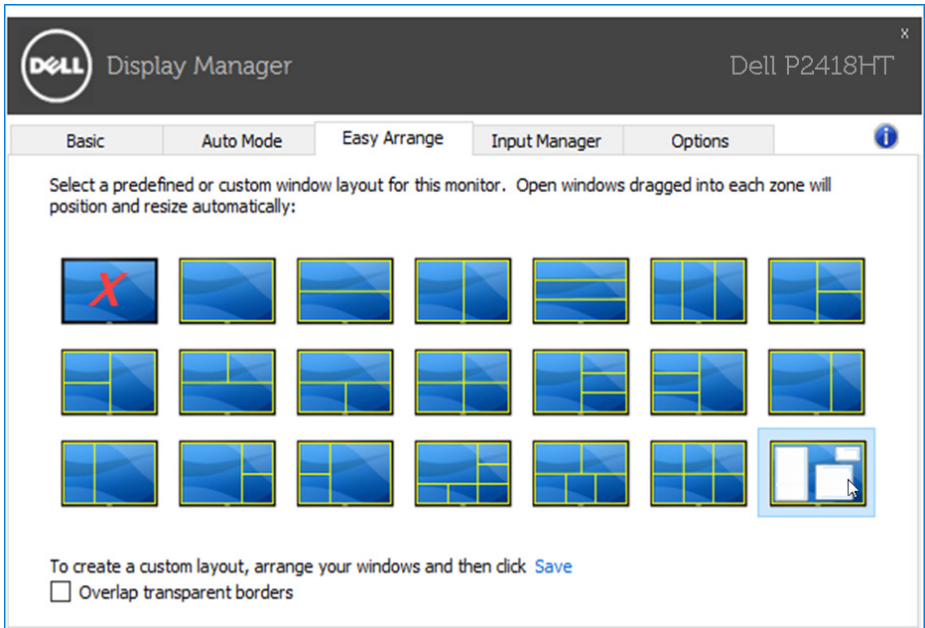 X
DELL Display Manager Dell P2418HT
Basic Auto Mode Easy Arrange Input Manager Options i
Select a predefined or custom window layout for this monitor. Open windows dragged into each zone will
position and resize automatically:
X
To create a custom layout, arrange your windows and then click Save
Overlap transparent borders